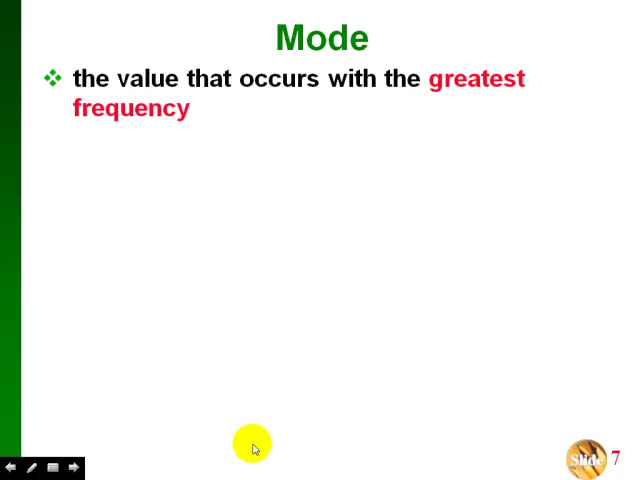 Mode
the value that occurs with the greatest
frequency
Slide 7